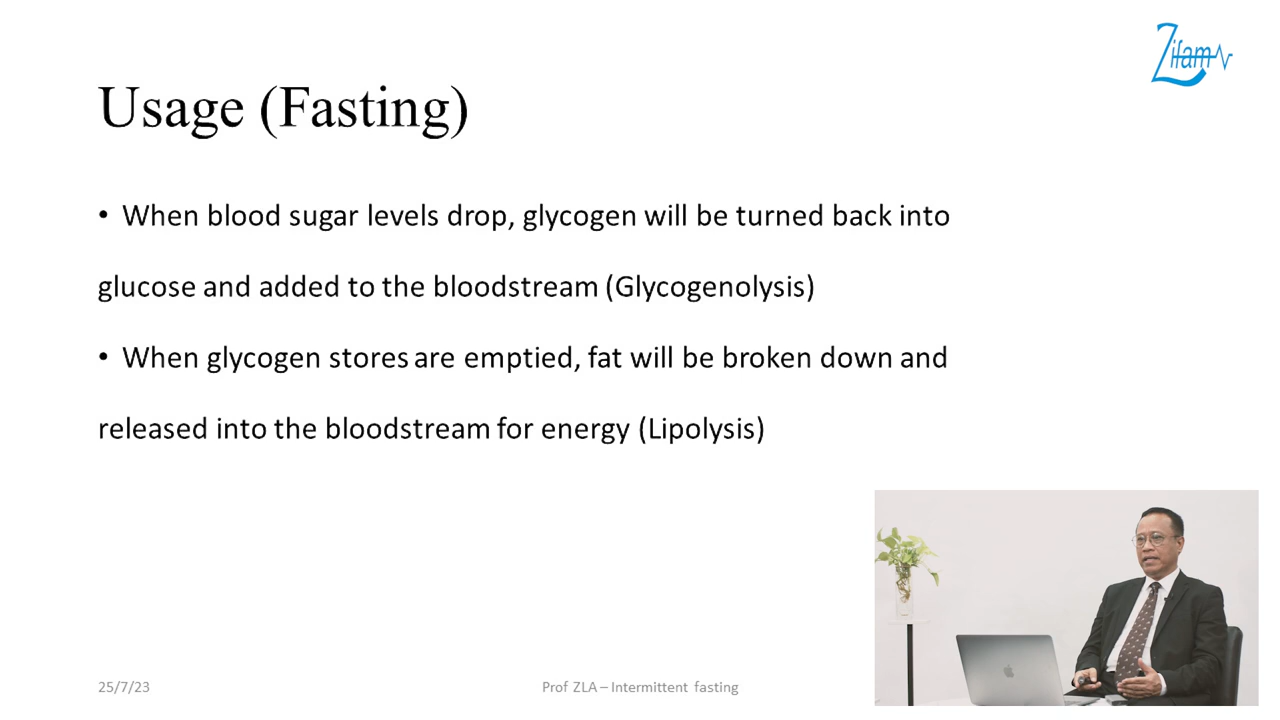 Zifam
Usage (Fasting)
• When blood sugar levels drop, glycogen will be turned back into
glucose and added to the bloodstream (Glycogenolysis)
• When glycogen stores are emptied, fat will be broken down and
released into the bloodstream for energy (Lipolysis)
25/7/23
Prof ZLA – Intermittent fasting